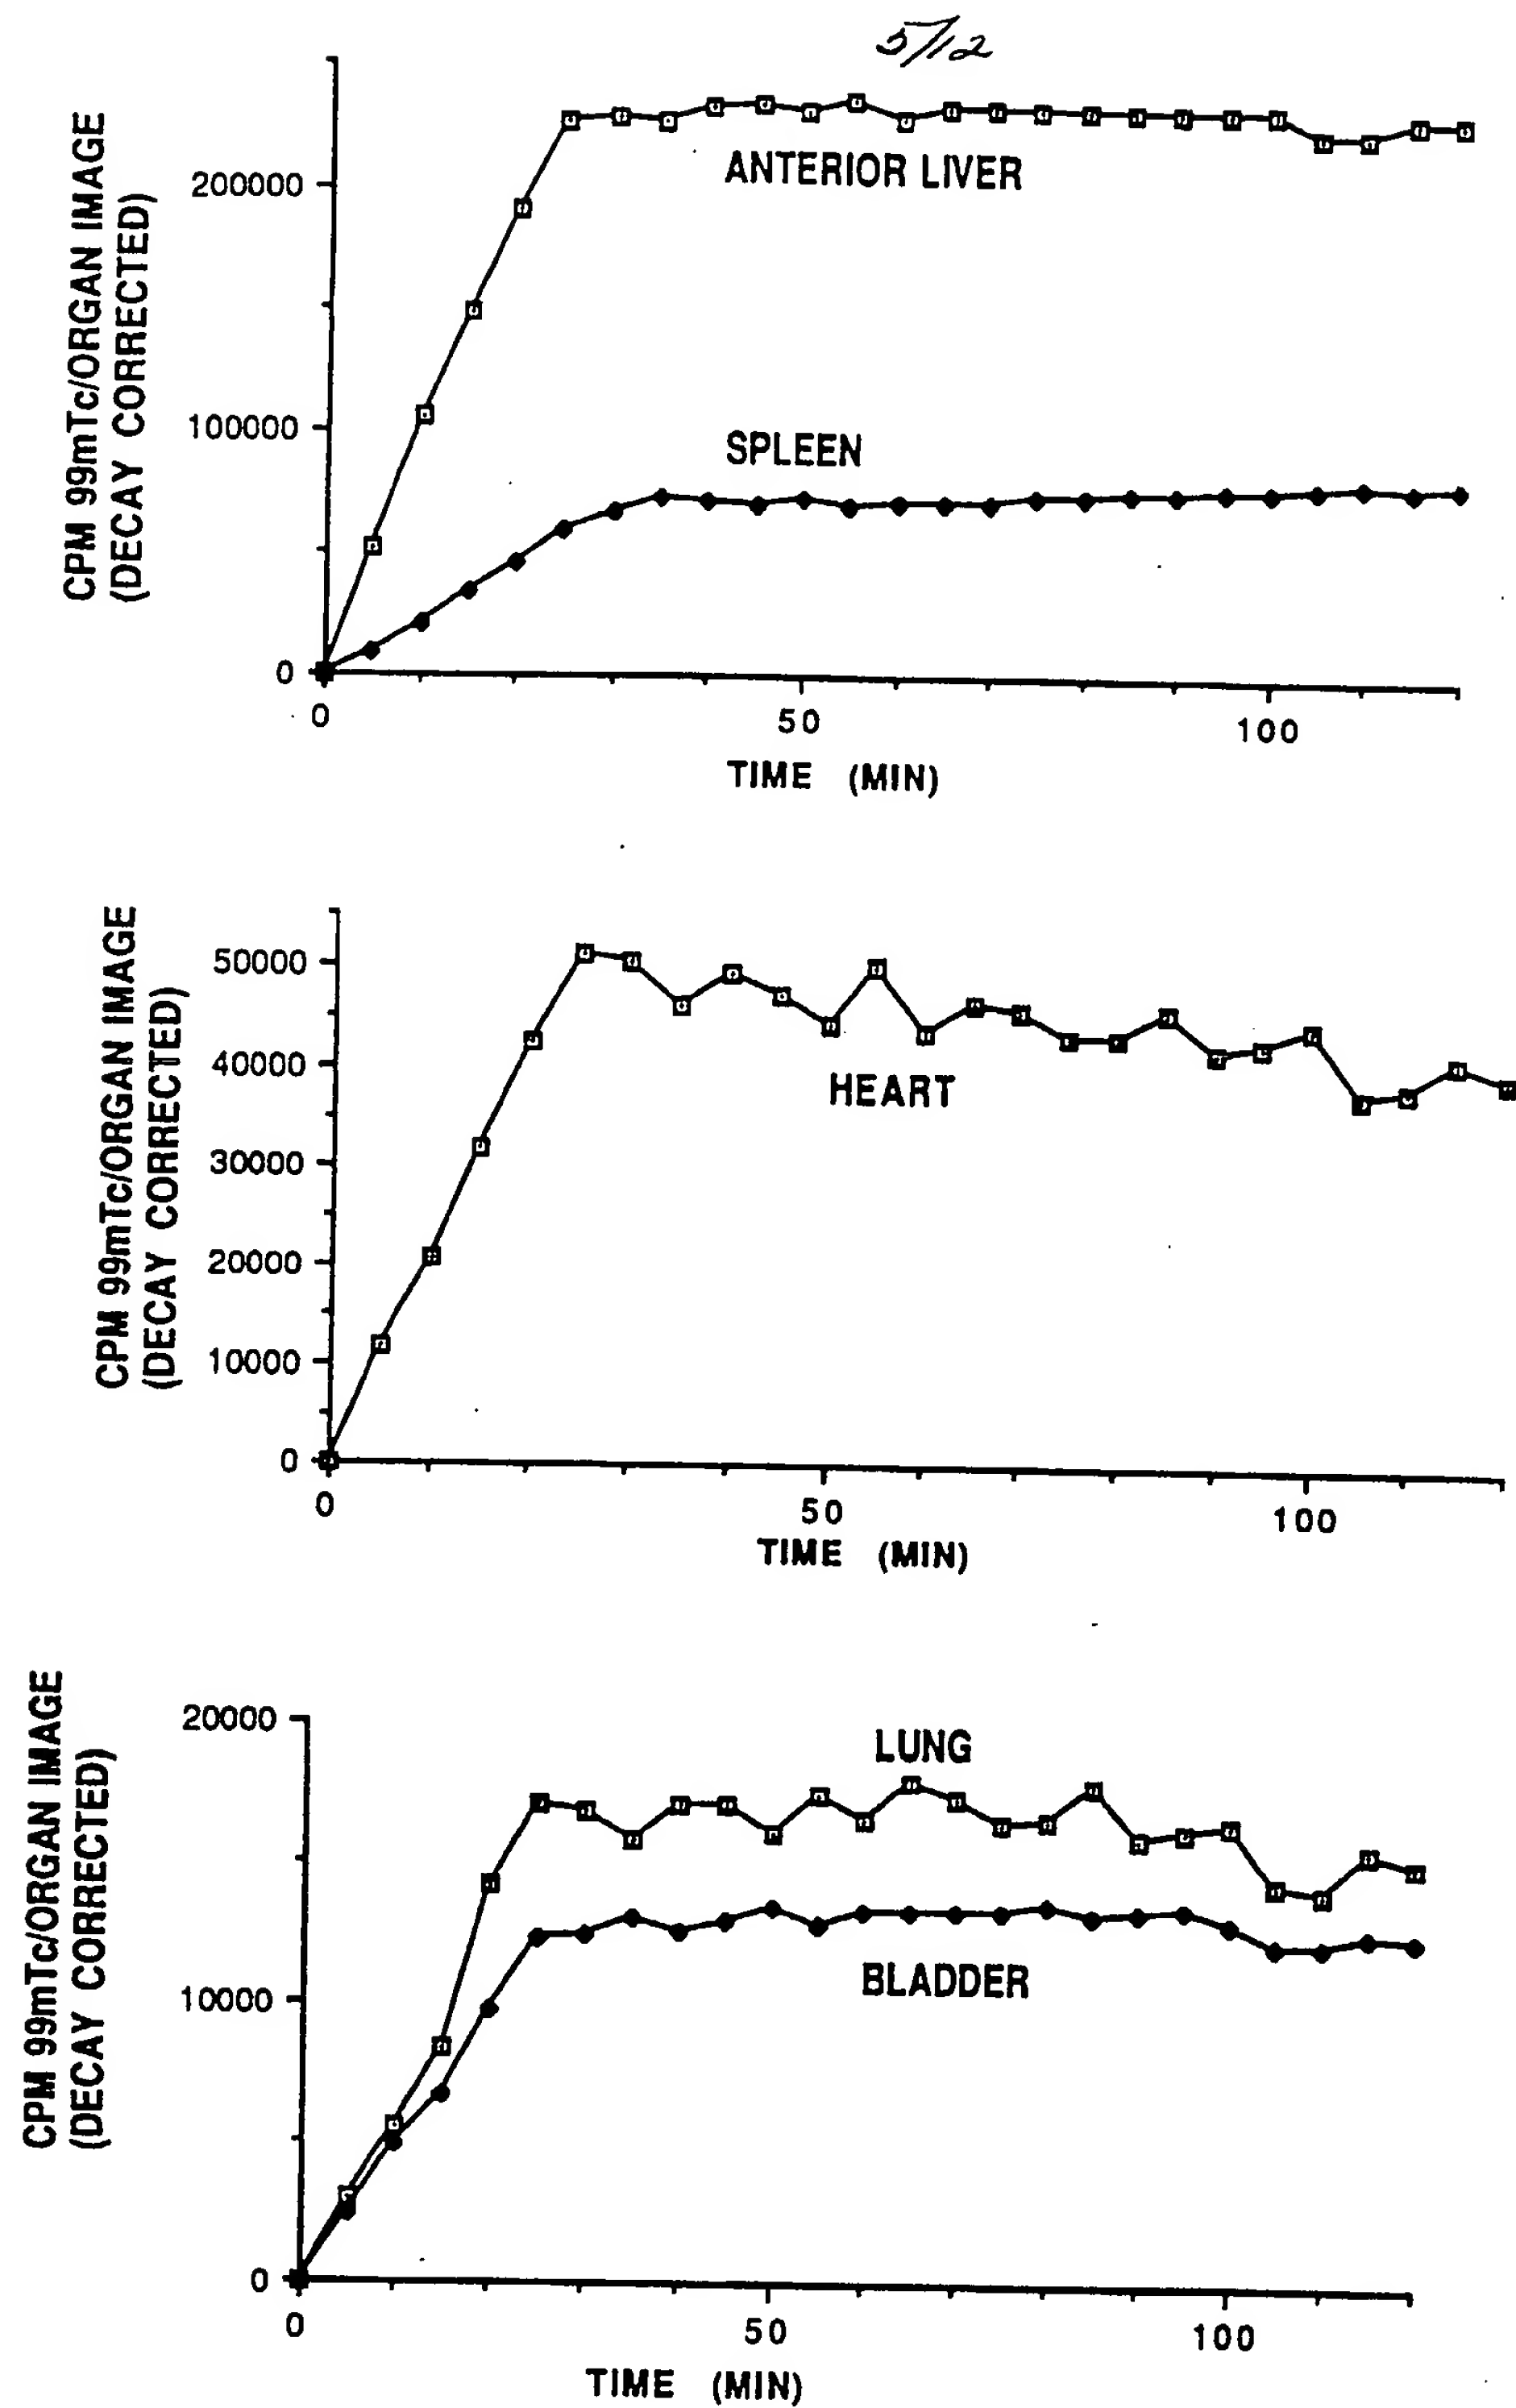 5/12
CPM 99mTc/ORGAN IMAGE
(DECAY CORRECTED)
200000
100000
0
ANTERIOR LIVER
SPLEEN
0
50
100
TIME (MIN)
CPM 99mTc/ORGAN IMAGE
(DECAY CORRECTED)
50000
40000
30000
20000
10000
0
HEART
0
50
100
TIME (MIN)
CPM 99mTc/ORGAN IMAGE
(DECAY CORRECTED)
20000
10000
0
LUNG
BLADDER
0
50
100
TIME (MIN)